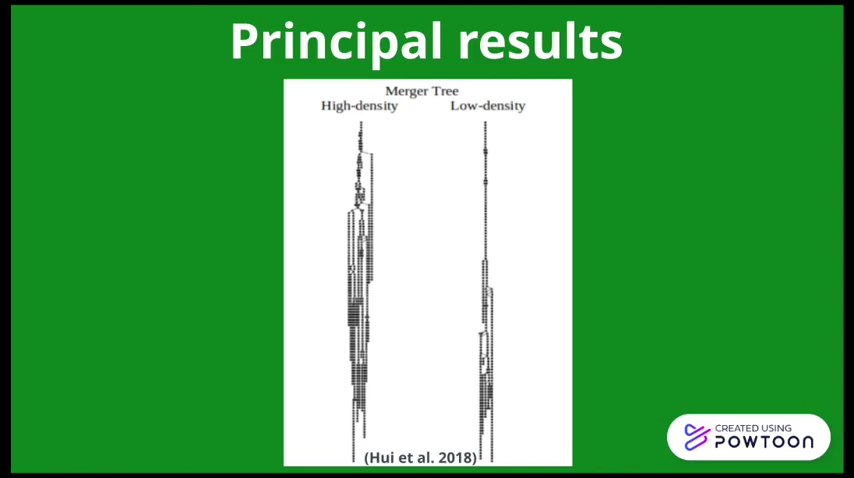 Principal results
Merger Tree
High-density Low-density
(Hui et al. 2018)
CREATED USING
POWTOON